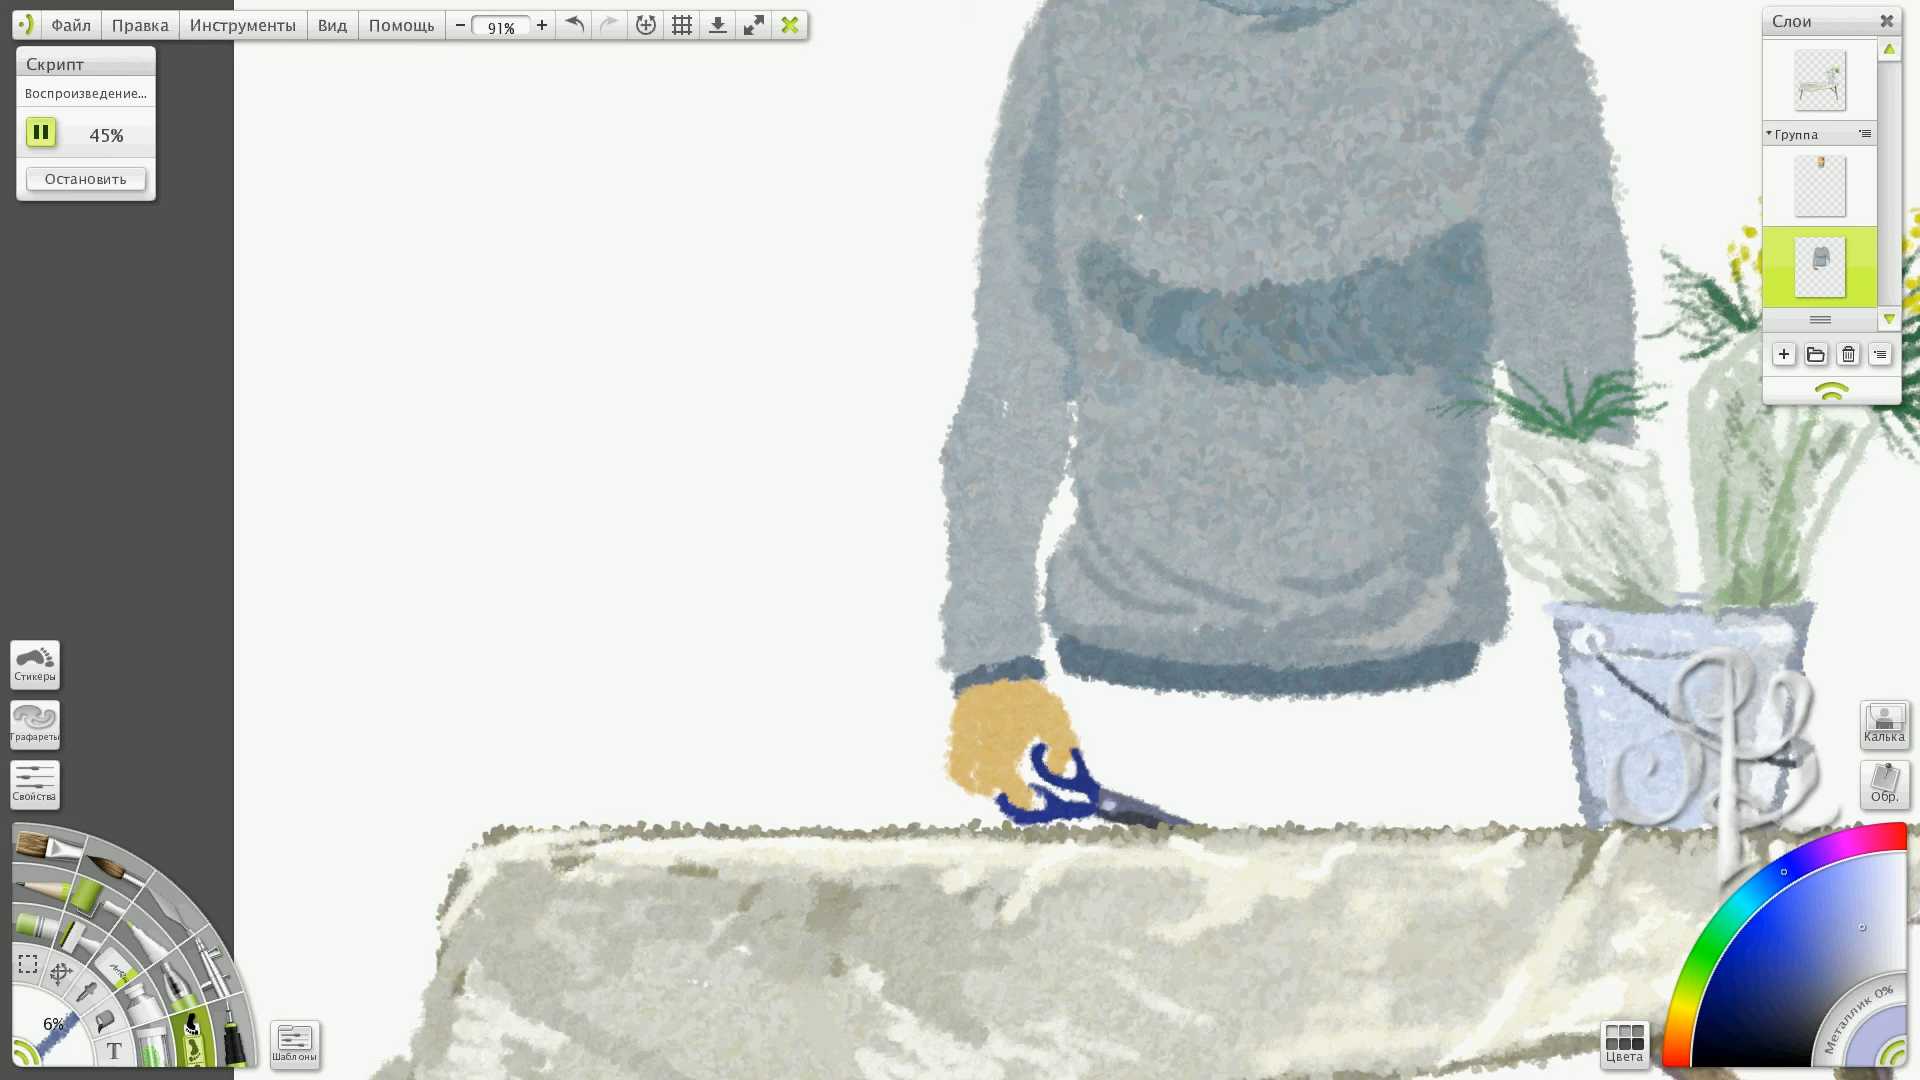 Файл Правка Инструменты Вид Помощь − 91% +
Скрипт
Воспроизведение...
45%
Остановить
Слои
Группа
Стикеры
Трафареты
Свойства
Калька
Обр.
6%
T
Шаблоны
Цвета
Металлик 0%